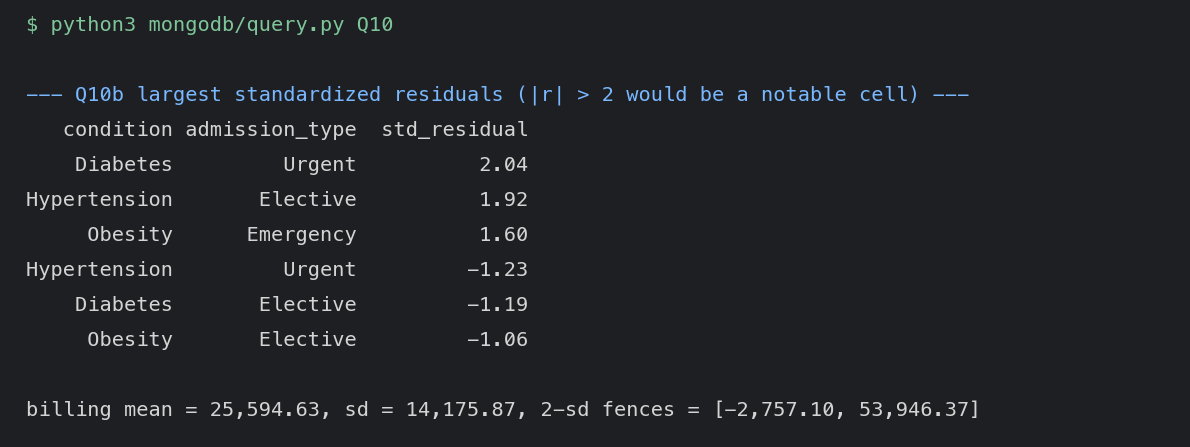 $ python3 mongodb/query.py Q10
--- Q10b largest standardized residuals (|r| > 2 would be a notable cell) ---
condition admission_type std_residual
Diabetes Urgent 2.04
Hypertension Elective 1.92
Obesity Emergency 1.60
Hypertension Urgent -1.23
Diabetes Elective -1.19
Obesity Elective -1.06
billing mean = 25,594.63, sd = 14,175.87, 2-sd fences = [-2,757.10, 53,946.37]